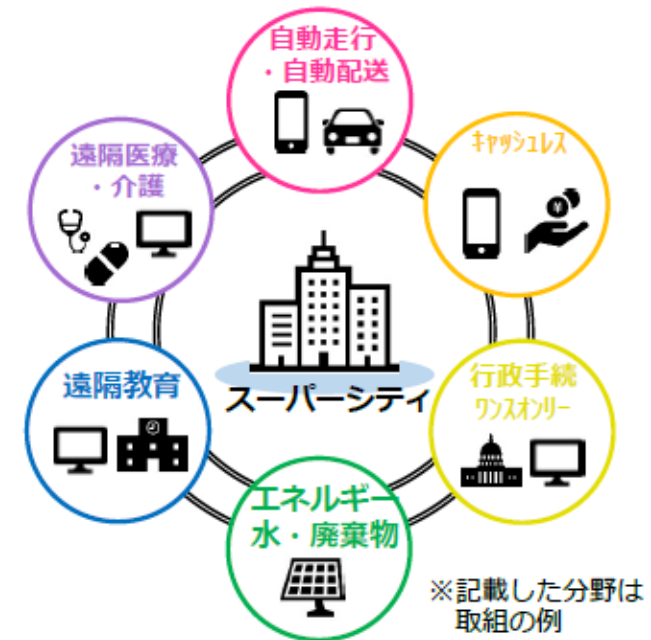 自動走行
・自動配送
キャッシュレス
¥
遠隔医療
・介護
スーパーシティ
行政手続
ワンスオンリー
遠隔教育
エネルギー
水・廃棄物
※記載した分野は
取組の例